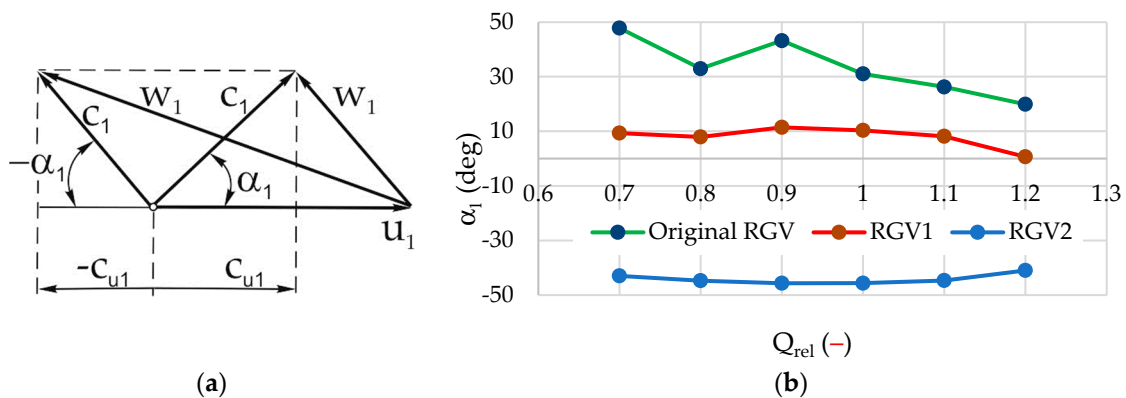 w₁
c₁
w₁
c₁
−α₁
α₁
u₁
-cᵤ₁
cᵤ₁
(a)
50
30
10
-10
-30
-50
α₁ (deg)
0.6
0.7
0.8
0.9
1
1.1
1.2
1.3
Original RGV
RGV1
RGV2
Q_rel (–)
(b)